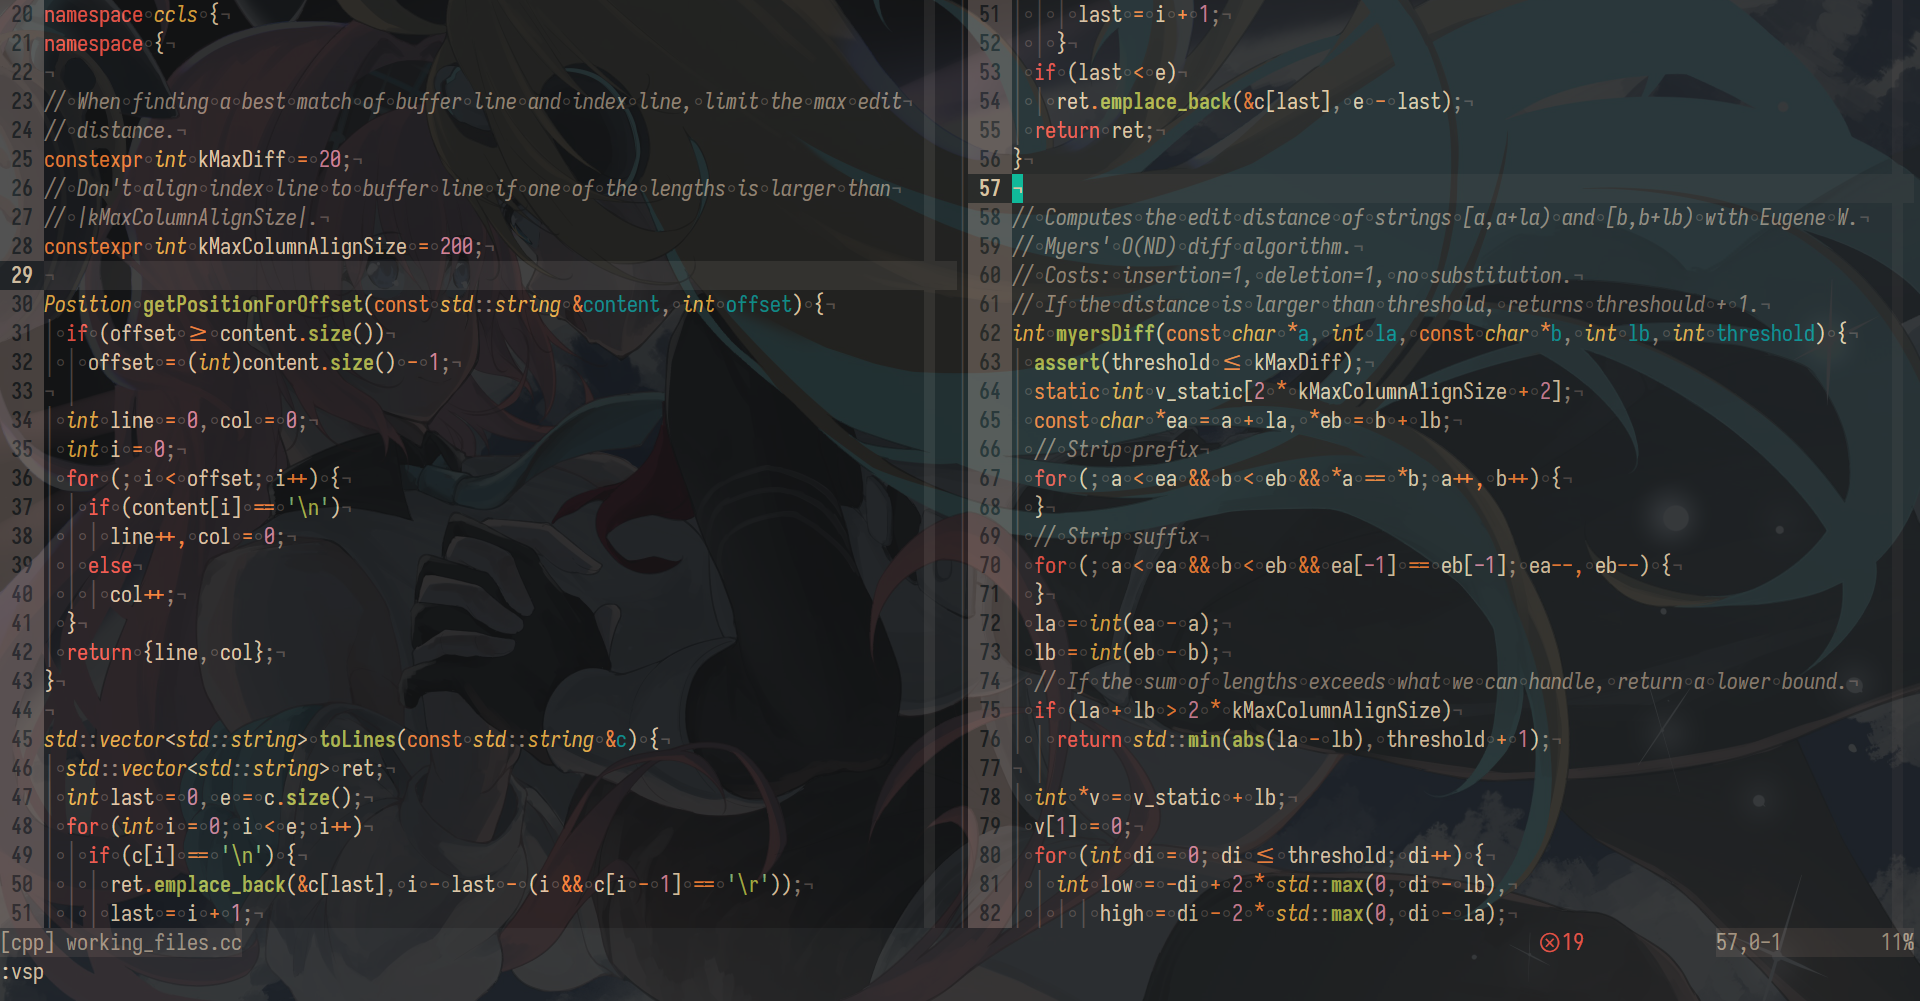 20 namespace ccls {
21 namespace {
22
23 // When finding a best match of buffer line and index line, limit the max edit
24 // distance.
25 constexpr int kMaxDiff = 20;
26 // Don't align index line to buffer line if one of the lengths is larger than
27 // |kMaxColumnAlignSize|.
28 constexpr int kMaxColumnAlignSize = 200;
29
30 Position getPositionForOffset(const std::string &content, int offset) {
31   if (offset ≥ content.size())
32     offset = (int)content.size() - 1;
33
34   int line = 0, col = 0;
35   int i = 0;
36   for (; i < offset; i++) {
37     if (content[i] == '\n')
38       line++, col = 0;
39     else
40       col++;
41   }
42   return {line, col};
43 }
44
45 std::vector<std::string> toLines(const std::string &c) {
46   std::vector<std::string> ret;
47   int last = 0, e = c.size();
48   for (int i = 0; i < e; i++)
49     if (c[i] == '\n') {
50       ret.emplace_back(&c[last], i - last - (i && c[i - 1] == '\r'));
51       last = i + 1;
51       last = i + 1;
52     }
53   if (last < e)
54     ret.emplace_back(&c[last], e - last);
55   return ret;
56 }
57
58 // Computes the edit distance of strings [a,a+la) and [b,b+lb) with Eugene W.
59 // Myers' O(ND) diff algorithm.
60 // Costs: insertion=1, deletion=1, no substitution.
61 // If the distance is larger than threshold, returns threshould + 1.
62 int myersDiff(const char *a, int la, const char *b, int lb, int threshold) {
63   assert(threshold ≤ kMaxDiff);
64   static int v_static[2 * kMaxColumnAlignSize + 2];
65   const char *ea = a + la, *eb = b + lb;
66   // Strip prefix
67   for (; a < ea && b < eb && *a == *b; a++, b++) {
68   }
69   // Strip suffix
70   for (; a < ea && b < eb && ea[-1] == eb[-1]; ea--, eb--) {
71   }
72   la = int(ea - a);
73   lb = int(eb - b);
74   // If the sum of lengths exceeds what we can handle, return a lower bound.
75   if (la + lb > 2 * kMaxColumnAlignSize)
76     return std::min(abs(la - lb), threshold + 1);
77
78   int *v = v_static + lb;
79   v[1] = 0;
80   for (int di = 0; di ≤ threshold; di++) {
81     int low = -di + 2 * std::max(0, di - lb),
82         high = di - 2 * std::max(0, di - la);
[cpp] working_files.cc ⊗19 57,0-1 11%
:vsp